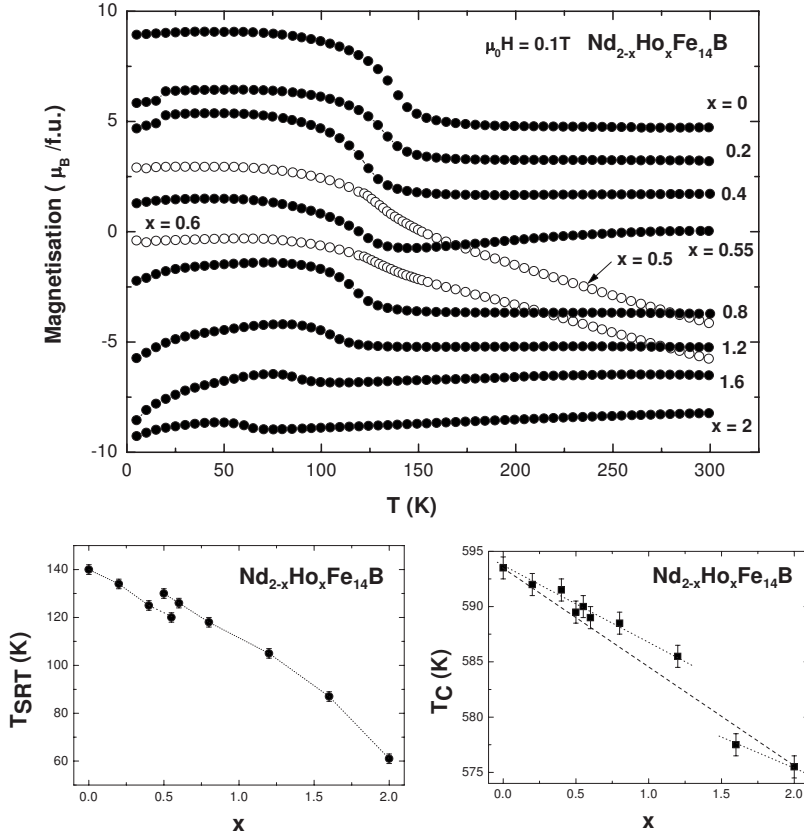 μ₀H = 0.1T Nd₂₋ₓHoₓFe₁₄B
Magnetisation ( μ_B /f.u.)
10
5
0
-5
-10
x = 0
0.2
0.4
x = 0.6
x = 0.5
x = 0.55
0.8
1.2
1.6
x = 2
0 50 100 150 200 250 300
T (K)
Nd₂₋ₓHoₓFe₁₄B
T_SRT (K)
140
120
100
80
60
0.0 0.5 1.0 1.5 2.0
x
Nd₂₋ₓHoₓFe₁₄B
T_C (K)
595
590
585
580
575
0.0 0.5 1.0 1.5 2.0
x